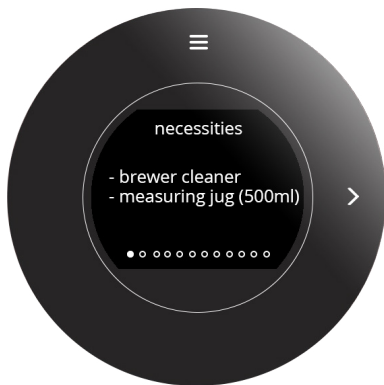 necessities
- brewer cleaner
- measuring jug (500ml)